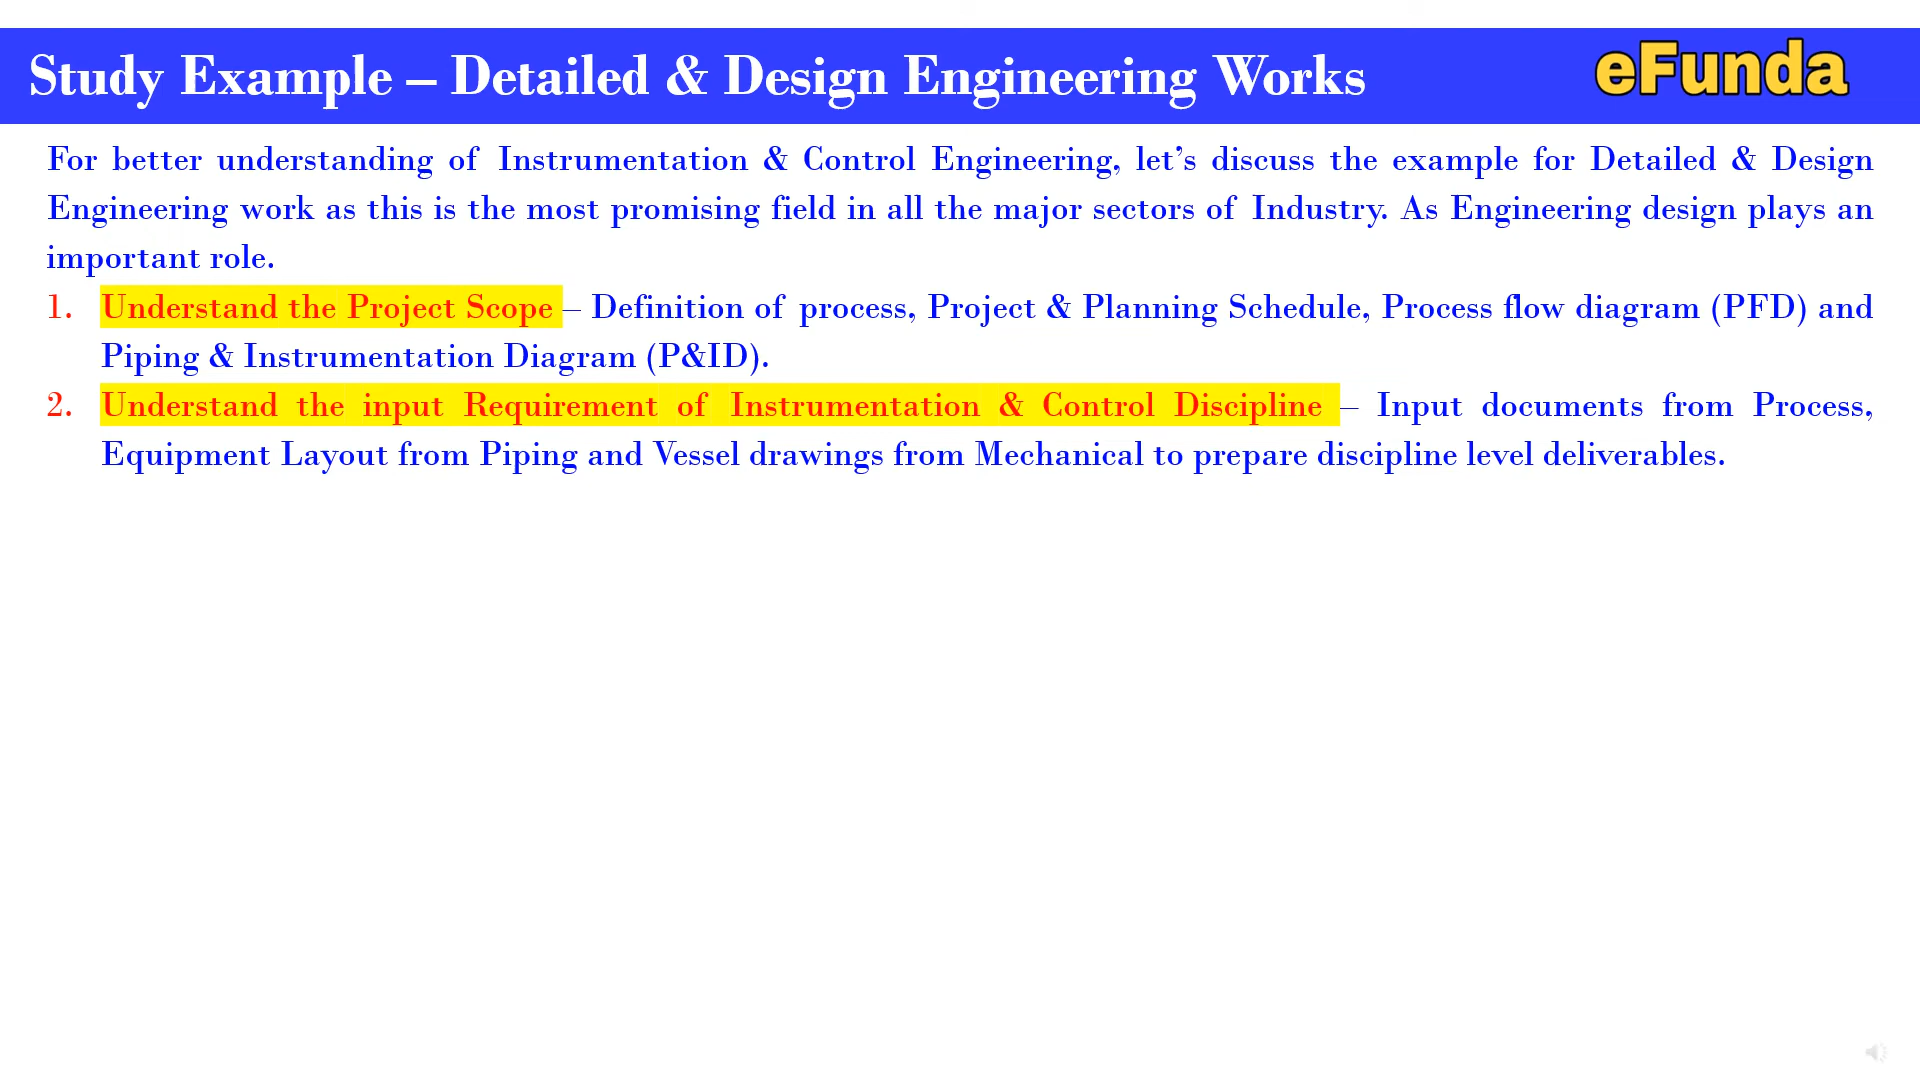 Study Example – Detailed & Design Engineering Works
eFunda
For better understanding of Instrumentation & Control Engineering, let’s discuss the example for Detailed & Design
Engineering work as this is the most promising field in all the major sectors of Industry. As Engineering design plays an
important role.
1. Understand the Project Scope – Definition of process, Project & Planning Schedule, Process flow diagram (PFD) and
Piping & Instrumentation Diagram (P&ID).
2. Understand the input Requirement of Instrumentation & Control Discipline – Input documents from Process,
Equipment Layout from Piping and Vessel drawings from Mechanical to prepare discipline level deliverables.